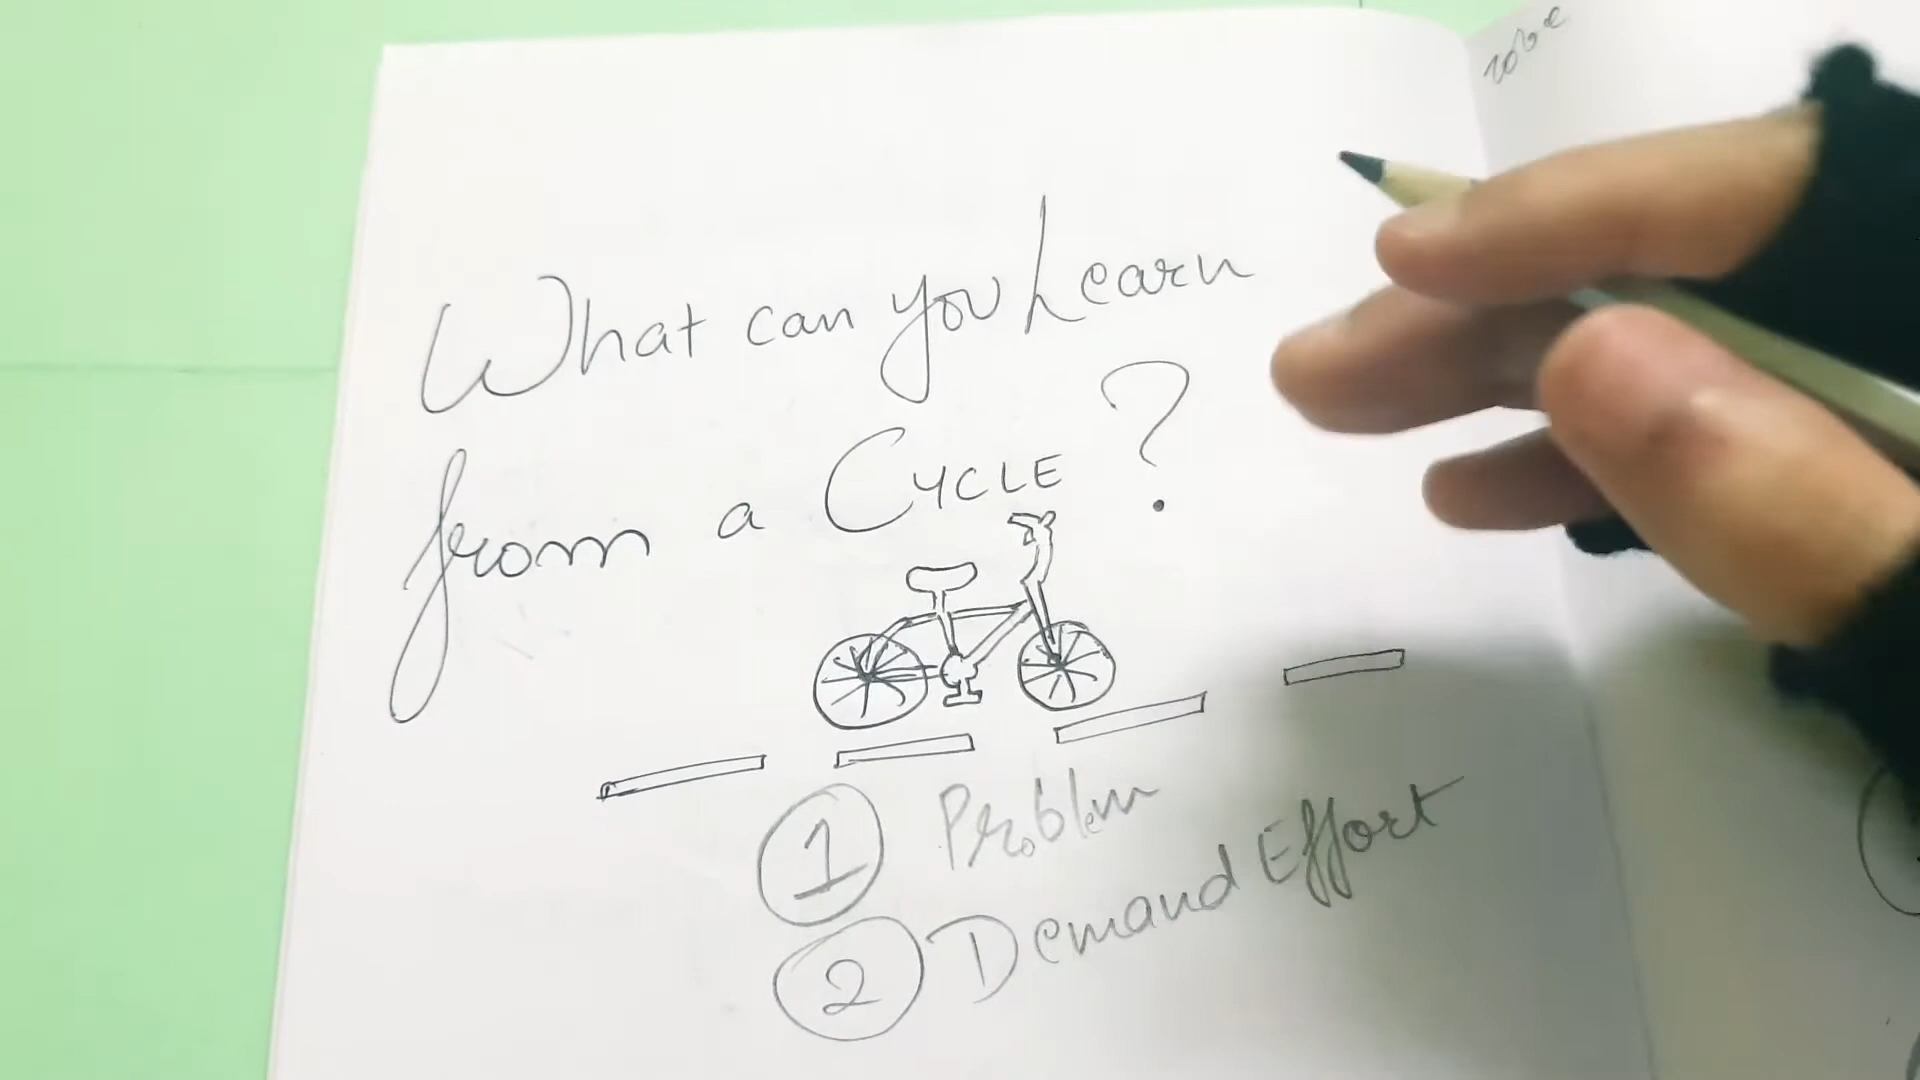 What can you Learn
from a CYCLE ?
1 Problem
2 Demand Effort